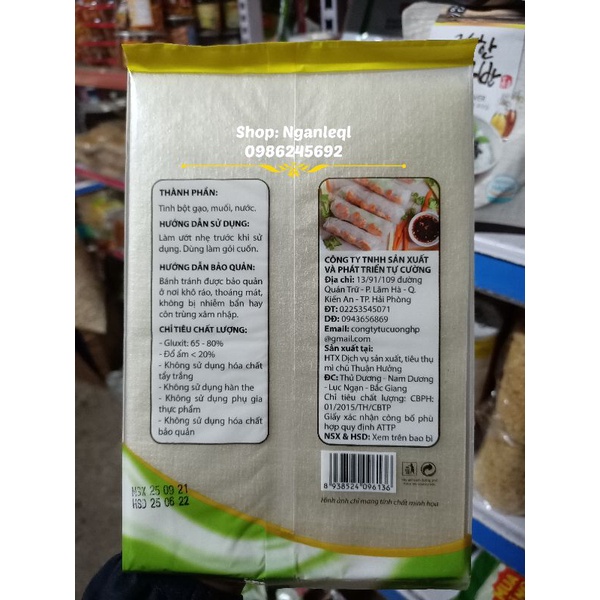 Shop: Nganleql
0986245692
THÀNH PHẦN:
Tinh bột gạo, muối, nước.
HƯỚNG DẪN SỬ DỤNG:
Làm ướt nhẹ trước khi sử
dụng. Dùng làm gỏi cuốn.
HƯỚNG DẪN BẢO QUẢN:
Bánh tránh được bảo quản
ở nơi khô ráo, thoáng mát,
không bị nhiễm bẩn hay
côn trùng xâm nhập.
CHỈ TIÊU CHẤT LƯỢNG:
- Gluxit: 65 - 80%
- Đổ ẩm < 20%
- Không sử dụng hóa chất
tẩy trắng
- Không sử dụng hàn the
- Không sử dụng phụ gia
thực phẩm
- Không sử dụng hóa chất
bảo quản
NSX 25 09 21
HSD 25 06 22
CÔNG TY TNHH SẢN XUẤT
VÀ PHÁT TRIỂN TỰ CƯỜNG
Địa chỉ: 13/91/109 đường
Quán Trữ - P. Lãm Hà - Q.
Kiến An - TP. Hải Phòng
ĐT: 02253545071
DĐ: 0943656869
Email: congtytucuonghp
@gmail.com
Sản xuất tại:
HTX Dịch vụ sản xuất, tiêu thụ
mì chũ Thuận Hưởng
ĐC: Thủ Dương - Nam Dương
- Lục Ngạn - Bắc Giang
Chỉ tiêu chất lượng: CBPH:
01/2015/TH/CBTP
Giấy xác nhận công bố phù
hợp quy định ATTP
NSX & HSD: Xem trên bao bì
8 938524 096136
Hình ảnh chỉ mang tính chất minh họa